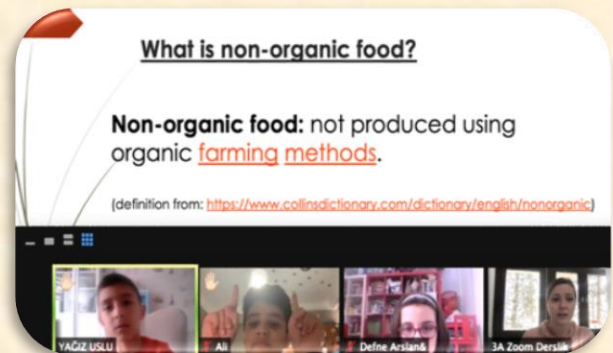 What is non-organic food?
Non-organic food: not produced using
organic farming methods.
(definition from: https://www.collinsdictionary.com/dictionary/english/nonorganic)
YAĞIZ USLU
Ali
Defne Arslan&
3A Zoom Derslik